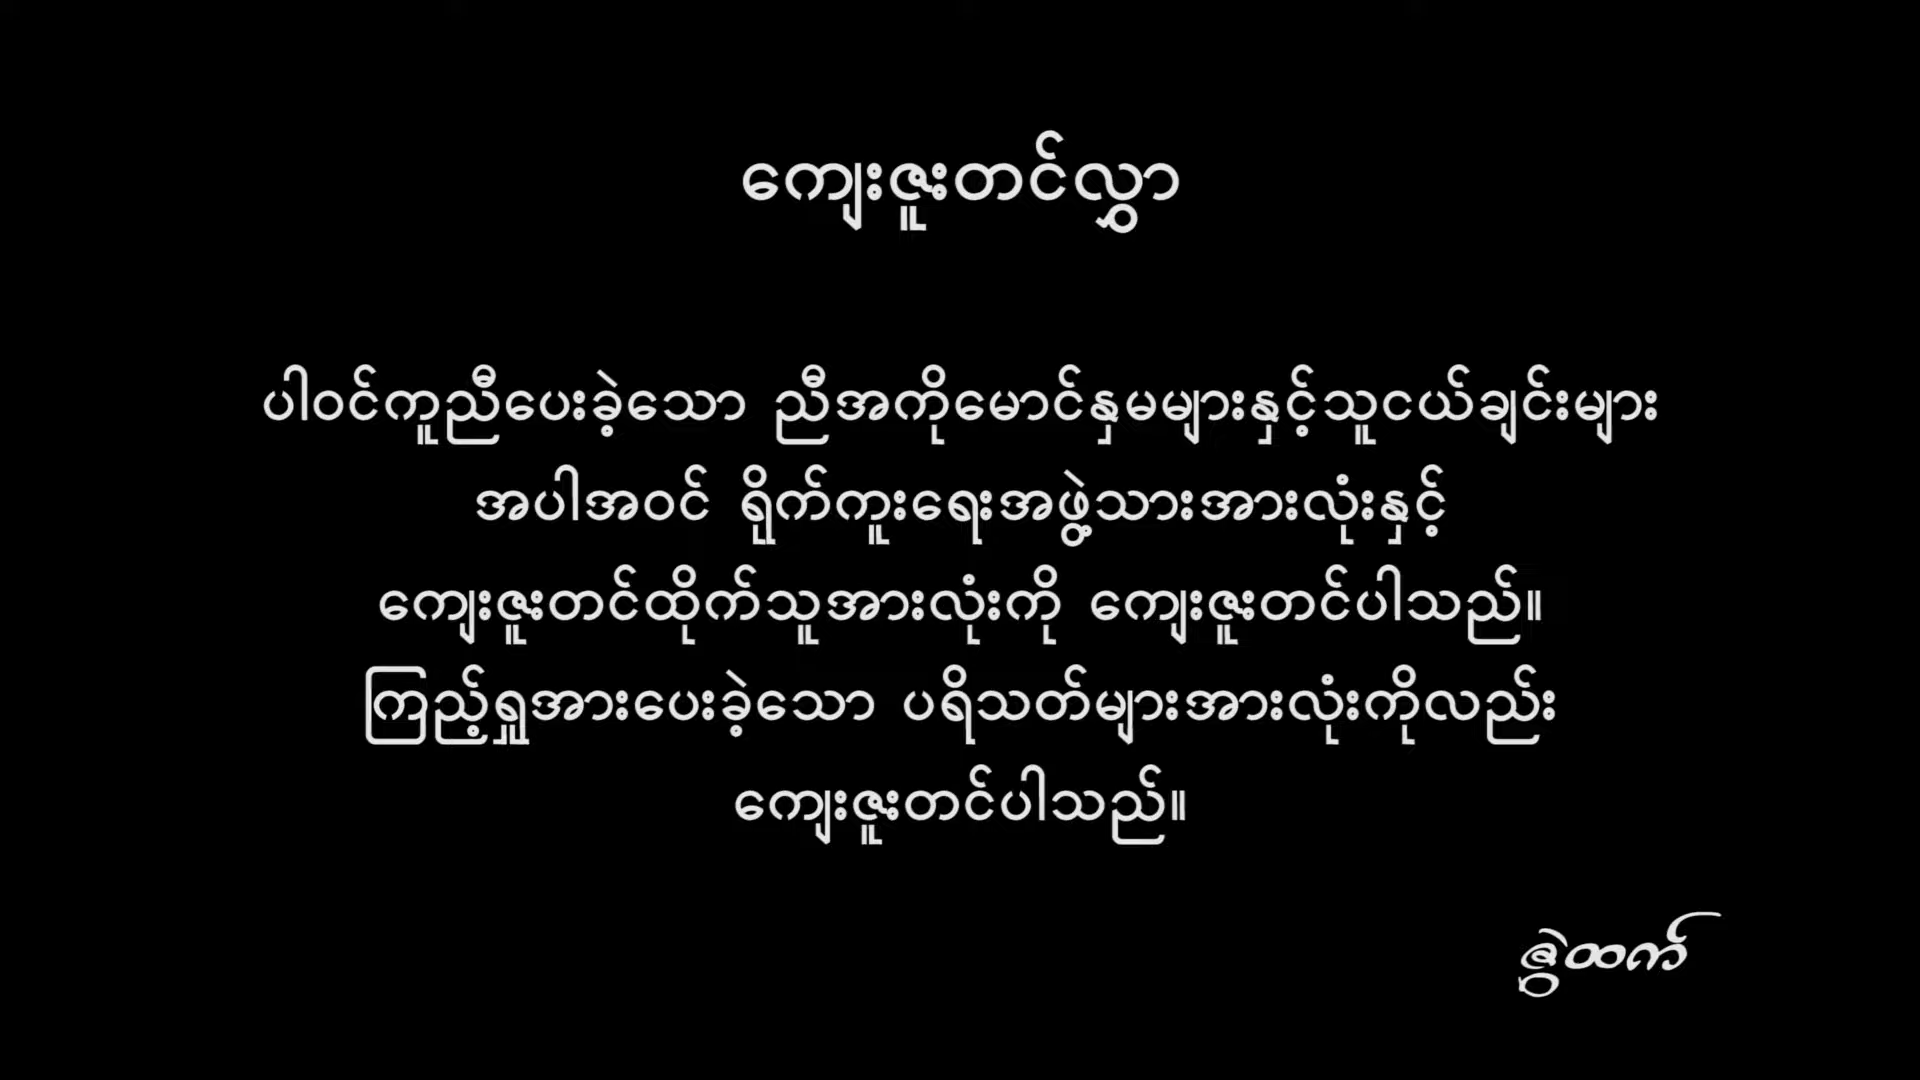 ကျေးဇူးတင်လွှာ
ပါဝင်ကူညီပေးခဲ့သော ညီအကိုမောင်နှမများနှင့်သူငယ်ချင်းများ
အပါအဝင် ရိုက်ကူးရေးအဖွဲ့သားအားလုံးနှင့်
ကျေးဇူးတင်ထိုက်သူအားလုံးကို ကျေးဇူးတင်ပါသည်။
ကြည့်ရှုအားပေးခဲ့သော ပရိသတ်များအားလုံးကိုလည်း
ကျေးဇူးတင်ပါသည်။
ဇွဲထက်